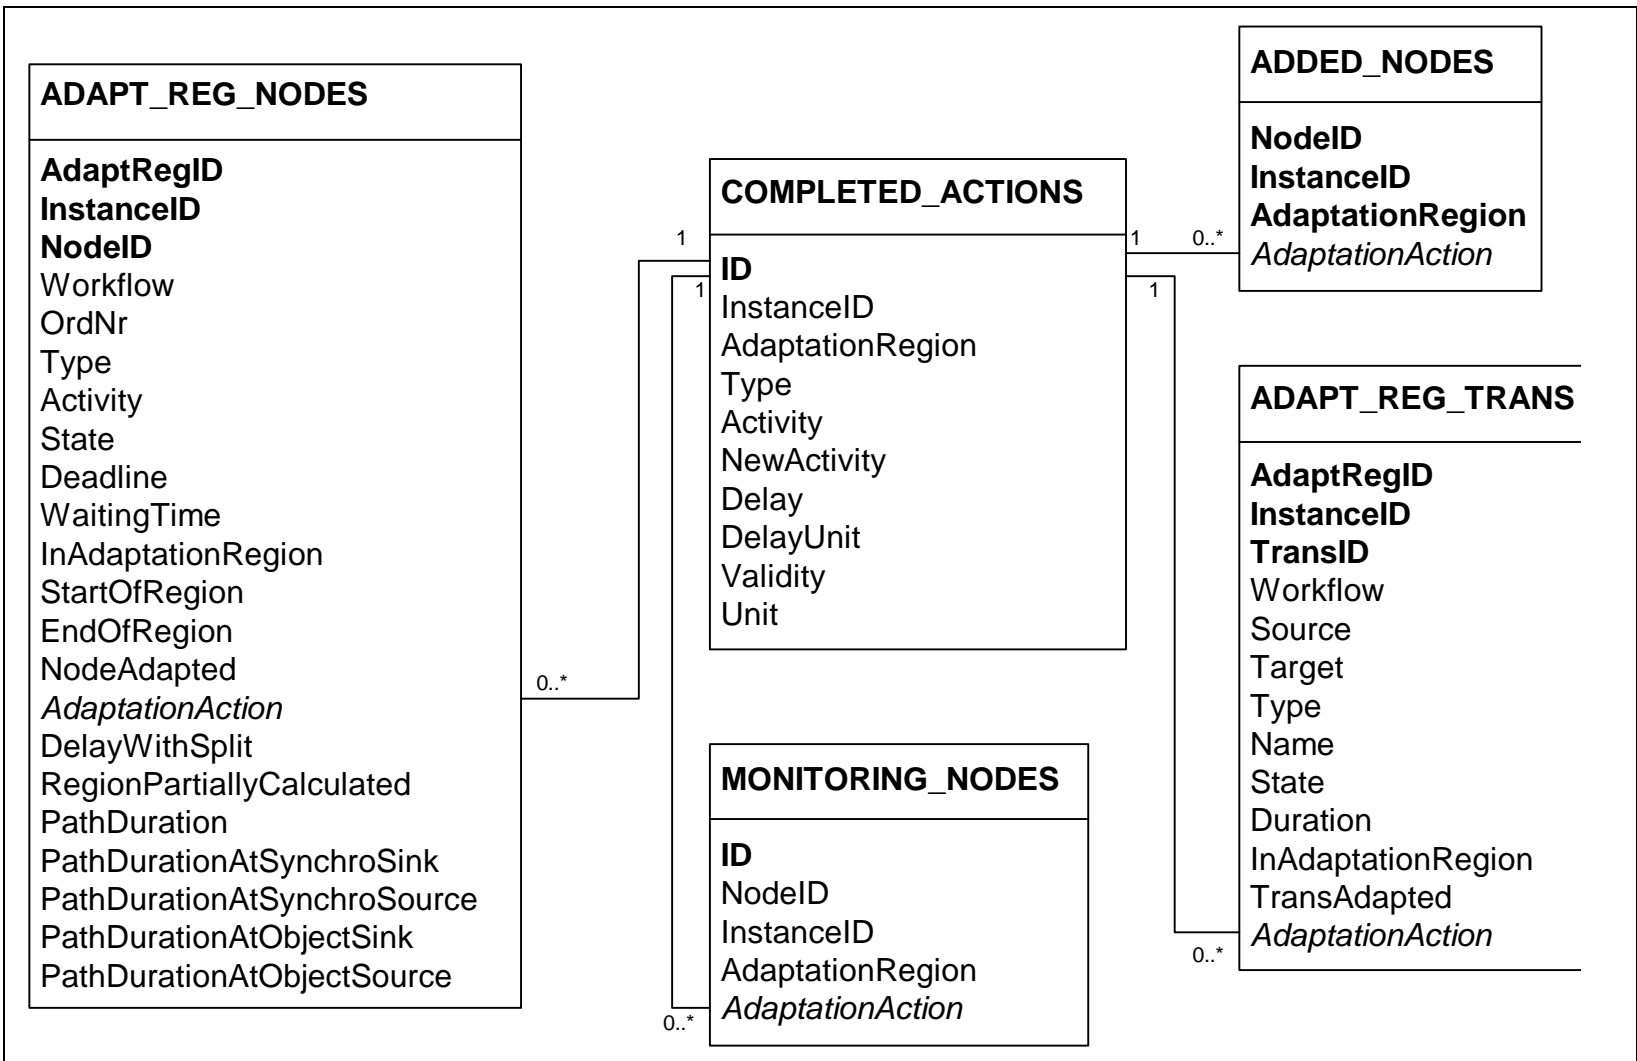 ADAPT_REG_NODES
AdaptRegID
InstanceID
NodeID
Workflow
OrdNr
Type
Activity
State
Deadline
WaitingTime
InAdaptationRegion
StartOfRegion
EndOfRegion
NodeAdapted
AdaptationAction
DelayWithSplit
RegionPartiallyCalculated
PathDuration
PathDurationAtSynchroSink
PathDurationAtSynchroSource
PathDurationAtObjectSink
PathDurationAtObjectSource
0..*
1
1
COMPLETED_ACTIONS
ID
InstanceID
AdaptationRegion
Type
Activity
NewActivity
Delay
DelayUnit
Validity
Unit
1
0..*
1
MONITORING_NODES
ID
NodeID
InstanceID
AdaptationRegion
AdaptationAction
0..*
ADDED_NODES
NodeID
InstanceID
AdaptationRegion
AdaptationAction
ADAPT_REG_TRANS
AdaptRegID
InstanceID
TransID
Workflow
Source
Target
Type
Name
State
Duration
InAdaptationRegion
TransAdapted
AdaptationAction
0..*